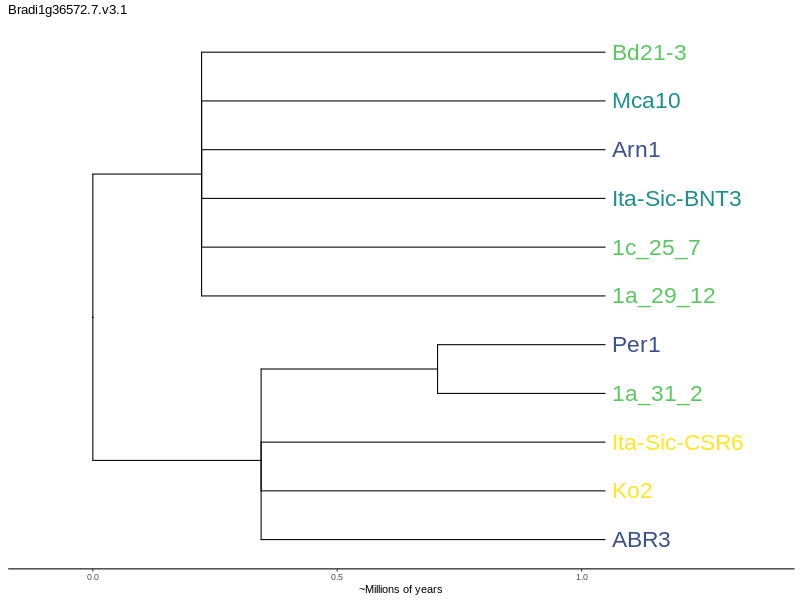 Bradi1g36572.7.v3.1
Bd21-3
Mca10
Arn1
Ita-Sic-BNT3
1c_25_7
1a_29_12
Per1
1a_31_2
Ita-Sic-CSR6
Ko2
ABR3
0.0 0.5 1.0
~Millions of years